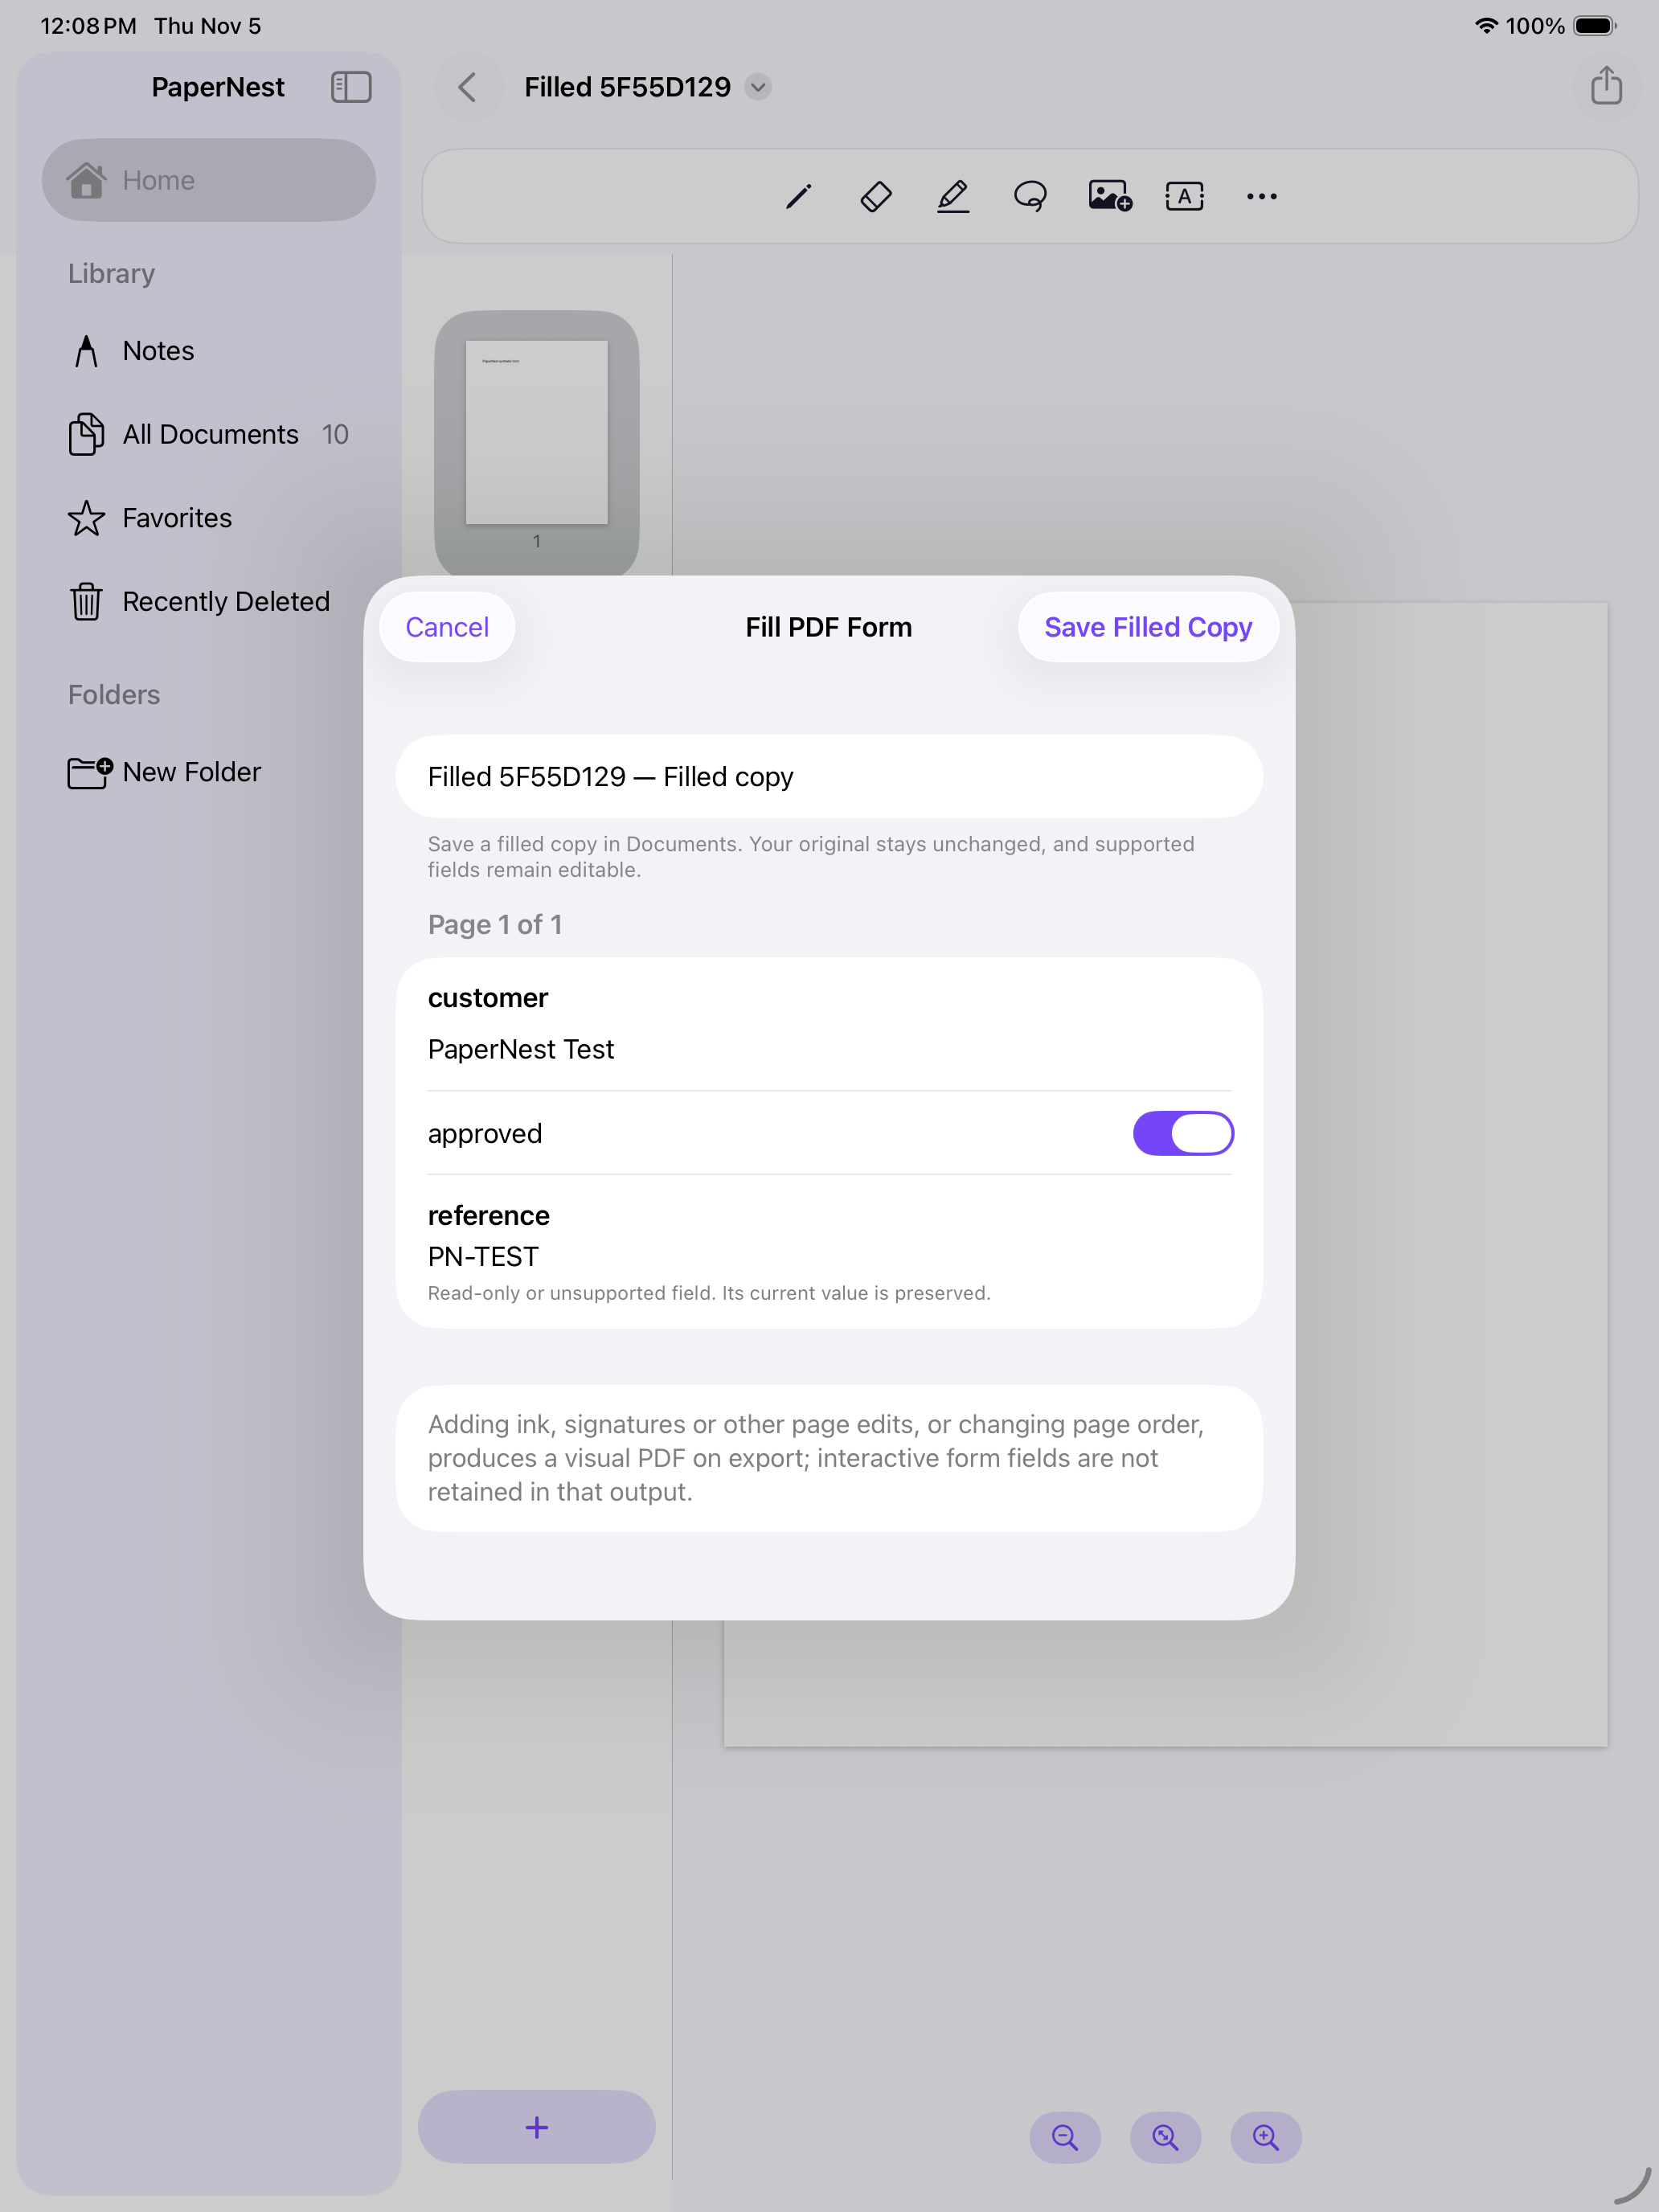 12:08 PM Thu Nov 5
100%
PaperNest
Filled 5F55D129
Home
Library
Notes
All Documents 10
Favorites
Recently Deleted
Folders
New Folder
PaperNest synthetic form
1
A
Cancel
Fill PDF Form
Save Filled Copy
Filled 5F55D129 — Filled copy
Save a filled copy in Documents. Your original stays unchanged, and supported
fields remain editable.
Page 1 of 1
customer
PaperNest Test
approved
reference
PN-TEST
Read-only or unsupported field. Its current value is preserved.
Adding ink, signatures or other page edits, or changing page order,
produces a visual PDF on export; interactive form fields are not
retained in that output.